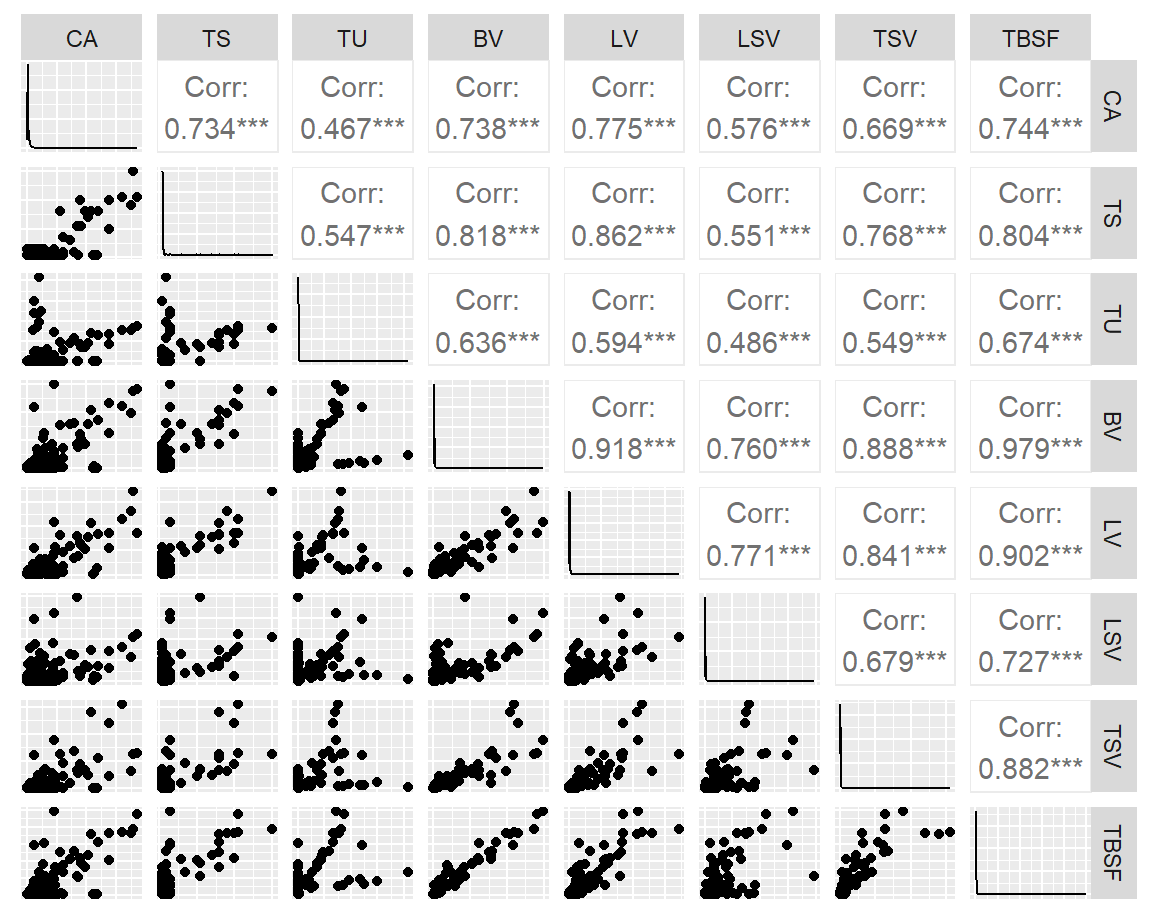 CA TS TU BV LV LSV TSV TBSF
Corr: Corr: Corr: Corr: Corr: Corr: Corr:
0.734*** 0.467*** 0.738*** 0.775*** 0.576*** 0.669*** 0.744***
CA
Corr: Corr: Corr: Corr: Corr: Corr:
0.547*** 0.818*** 0.862*** 0.551*** 0.768*** 0.804***
TS
Corr: Corr: Corr: Corr: Corr:
0.636*** 0.594*** 0.486*** 0.549*** 0.674***
TU
Corr: Corr: Corr: Corr:
0.918*** 0.760*** 0.888*** 0.979***
BV
Corr: Corr: Corr:
0.771*** 0.841*** 0.902***
LV
Corr: Corr:
0.679*** 0.727***
LSV
Corr:
0.882***
TSV
TBSF